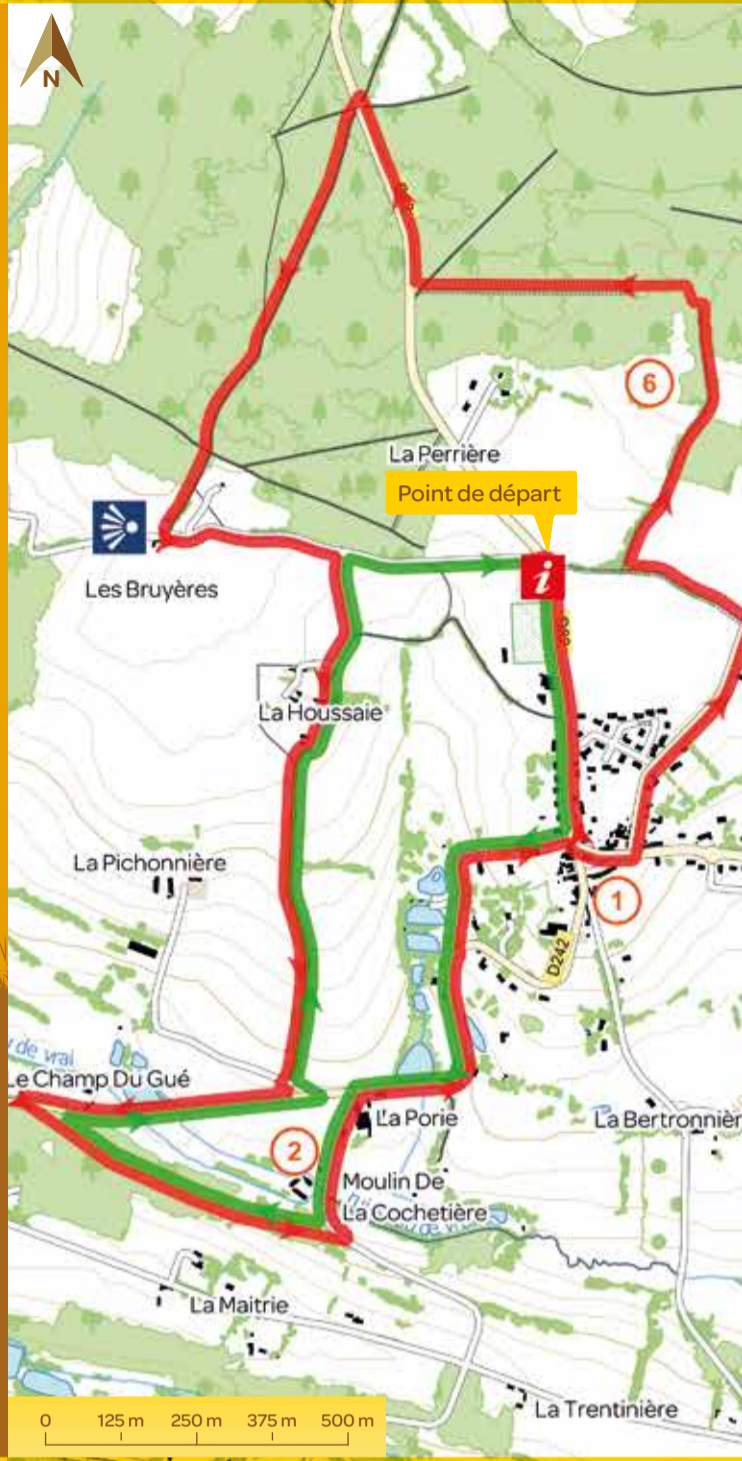 N
6
La Perrière
Point de départ
i
Les Bruyères
La Houssaie
La Pichonnière
1
D242
de vrai
Le Champ Du Gué
La Porie
La Bertronnièr
2
Moulin De
La Cochetière
La Maitrie
La Trentinière
0 125 m 250 m 375 m 500 m